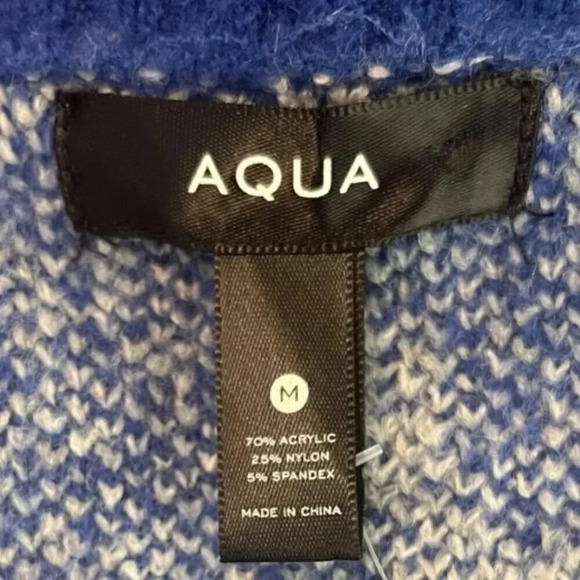 AQUA
M
70% ACRYLIC
25% NYLON
5% SPANDEX
MADE IN CHINA